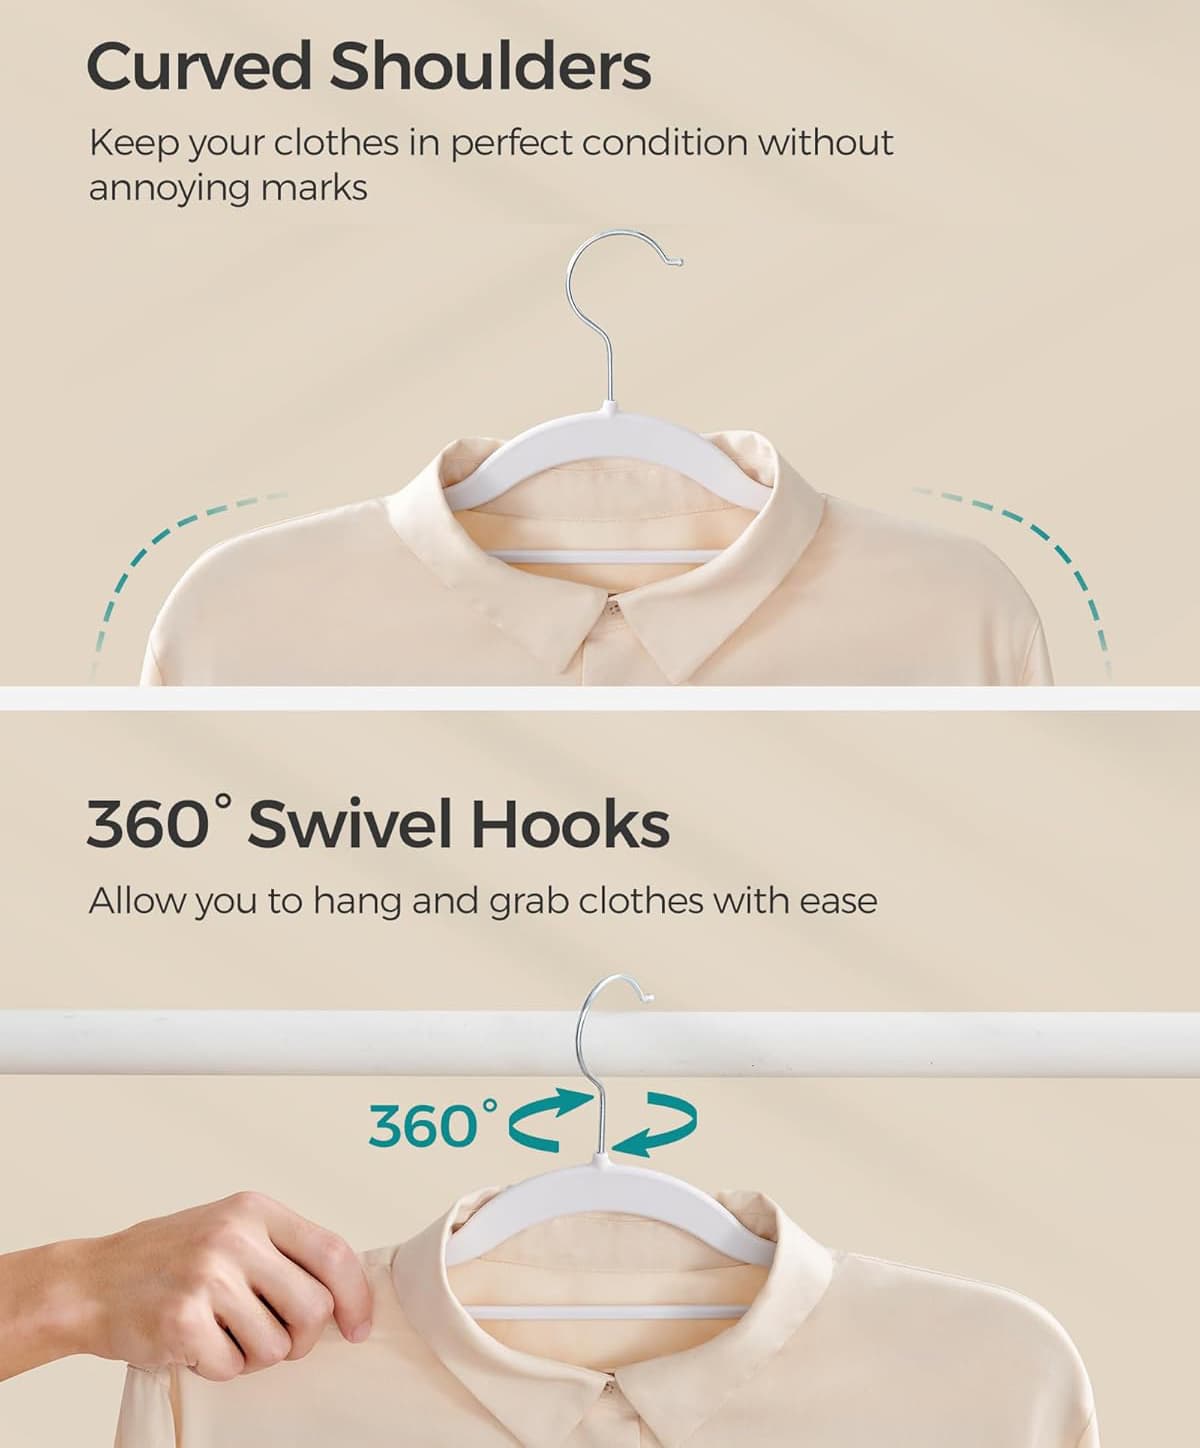 Curved Shoulders
Keep your clothes in perfect condition without
annoying marks
360° Swivel Hooks
Allow you to hang and grab clothes with ease
360°